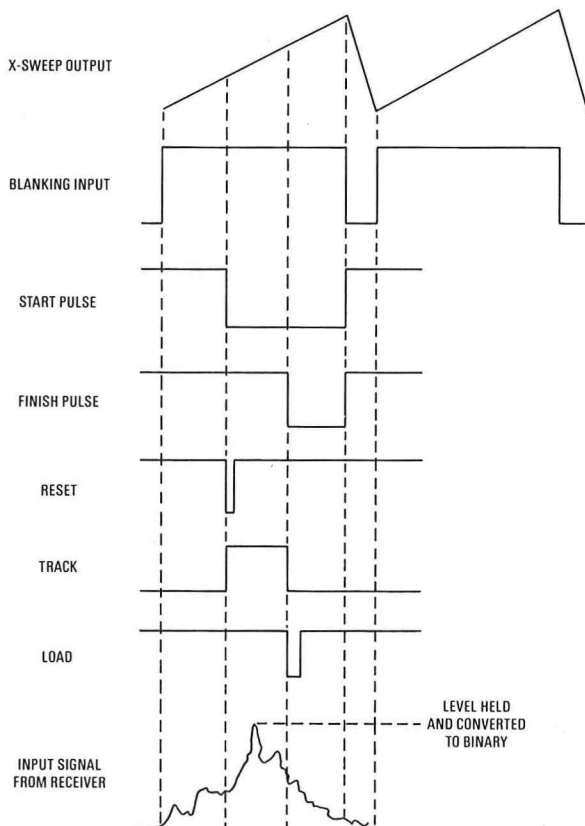 X-SWEEP OUTPUT
BLANKING INPUT
START PULSE
FINISH PULSE
RESET
TRACK
LOAD
LEVEL HELD
AND CONVERTED
TO BINARY
INPUT SIGNAL
FROM RECEIVER